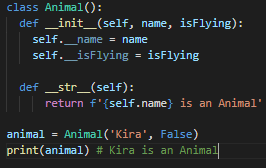 class Animal():
  def __init__(self, name, isFlying):
    self.__name = name
    self.__isFlying = isFlying

  def __str__(self):
      return f'{self.name} is an Animal'

animal = Animal('Kira', False)
print(animal) # Kira is an Animal